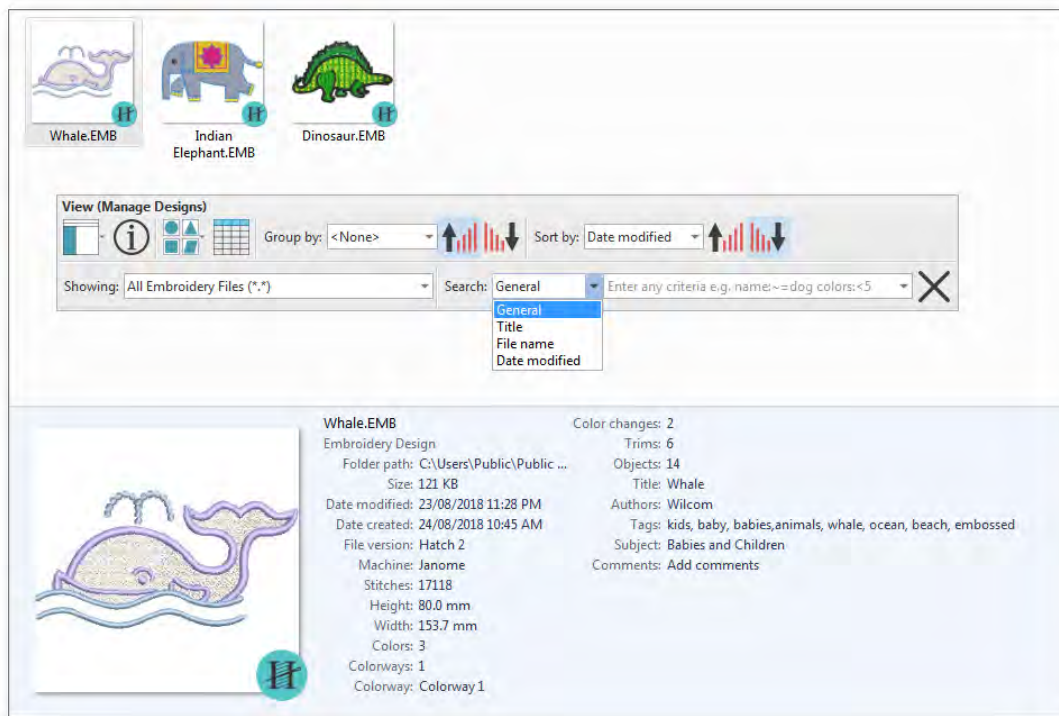 Whale.EMB
Indian
Elephant.EMB
Dinosaur.EMB
View (Manage Designs)
Group by: <None> Sort by: Date modified
Showing: All Embroidery Files (*.*) Search: General Enter any criteria e.g. name:~=dog colors:<5
General
Title
File name
Date modified
Whale.EMB
Embroidery Design
Folder path: C:\Users\Public\Public ...
Size: 121 KB
Date modified: 23/08/2018 11:28 PM
Date created: 24/08/2018 10:45 AM
File version: Hatch 2
Machine: Janome
Stitches: 17118
Height: 80.0 mm
Width: 153.7 mm
Colors: 3
Colorways: 1
Colorway: Colorway 1
Color changes: 2
Trims: 6
Objects: 14
Title: Whale
Authors: Wilcom
Tags: kids, baby, babies,animals, whale, ocean, beach, embossed
Subject: Babies and Children
Comments: Add comments